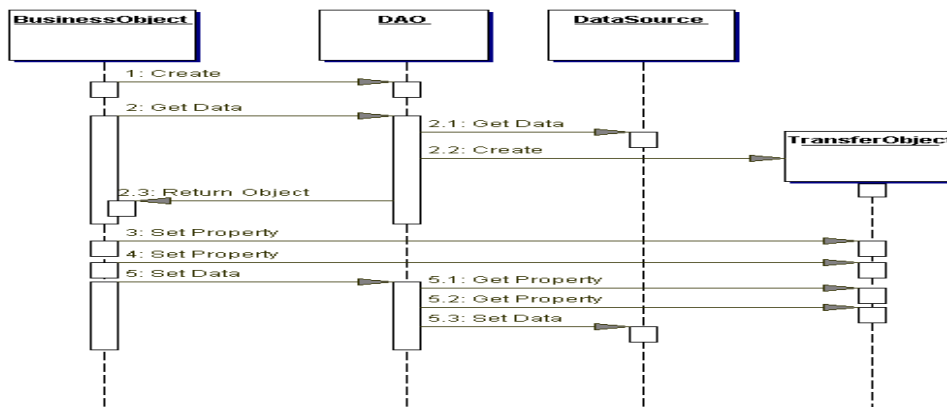 BusinessObject
DAO
DataSource
1: Create
2: Get Data
2.1: Get Data
2.2: Create
TransferObject
2.3: Return Object
3: Set Property
4: Set Property
5: Set Data
5.1: Get Property
5.2: Get Property
5.3: Set Data